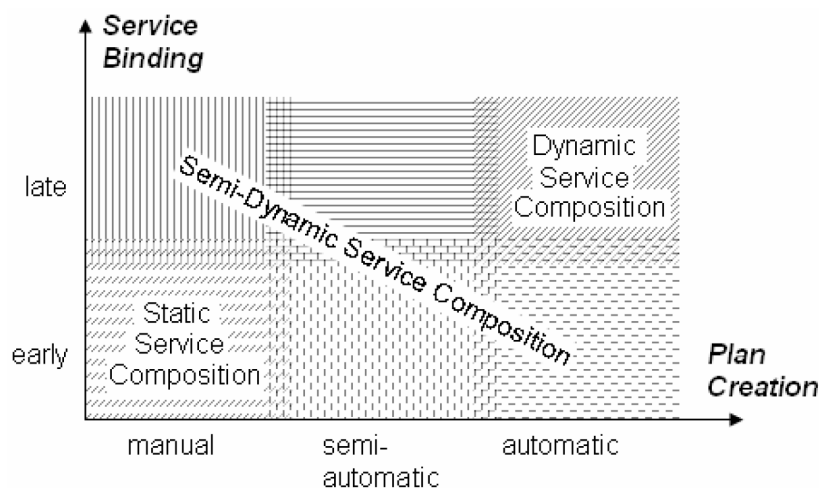 Service
Binding
Dynamic
Service
Composition
late
Semi-Dynamic Service Composition
Static
Service
Composition
early
Plan
Creation
manual
semi-
automatic
automatic